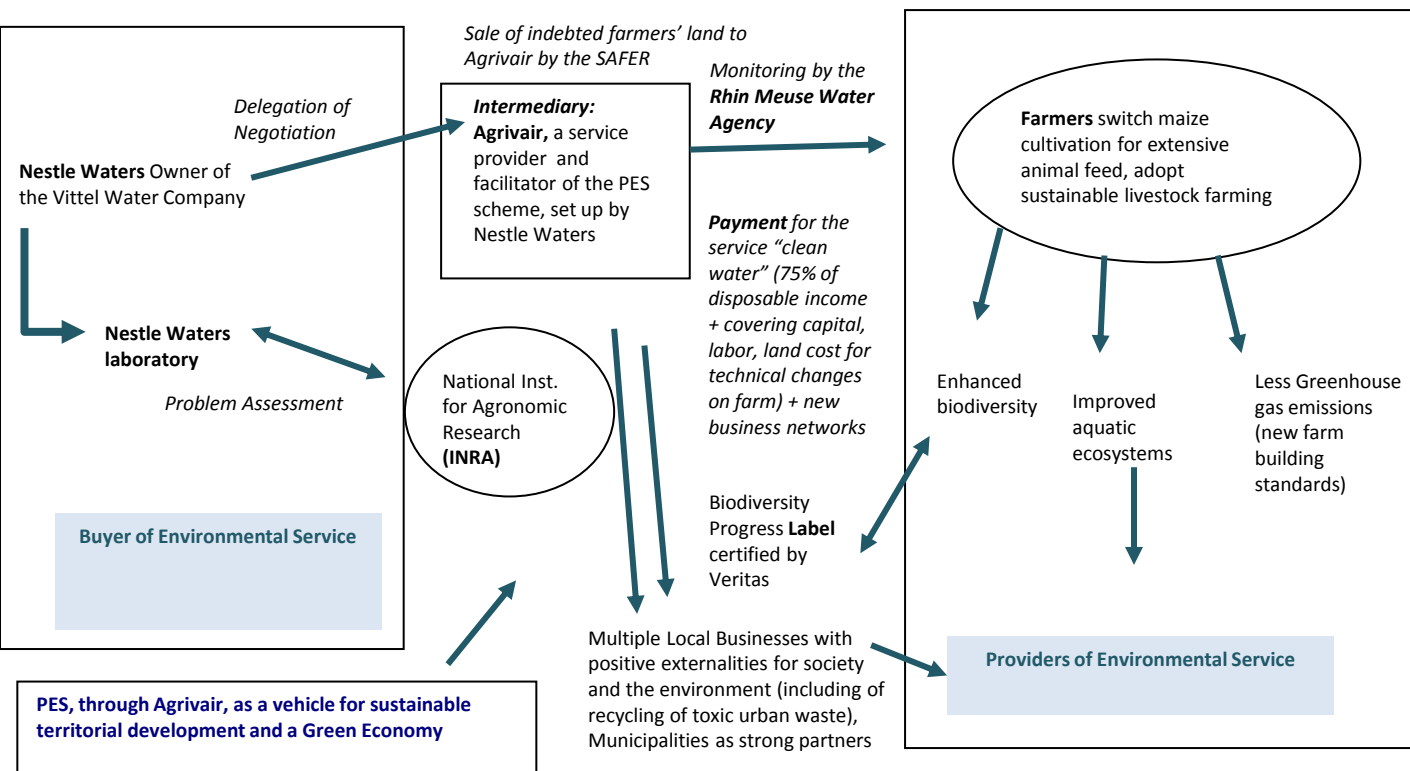 Sale of indebted farmers’ land to
Agrivair by the SAFER
Delegation of
Negotiation
Nestle Waters Owner of
the Vittel Water Company
Intermediary:
Agrivair, a service
provider and
facilitator of the PES
scheme, set up by
Nestle Waters
Monitoring by the
Rhin Meuse Water
Agency
Farmers switch maize
cultivation for extensive
animal feed, adopt
sustainable livestock farming
Payment for the
service “clean
water” (75% of
disposable income
+ covering capital,
labor, land cost for
technical changes
on farm) + new
business networks
Nestle Waters
laboratory
Problem Assessment
National Inst.
for Agronomic
Research
(INRA)
Enhanced
biodiversity
Improved
aquatic
ecosystems
Less Greenhouse
gas emissions
(new farm
building
standards)
Biodiversity
Progress Label
certified by
Veritas
Buyer of Environmental Service
Multiple Local Businesses with
positive externalities for society
and the environment (including of
recycling of toxic urban waste),
Municipalities as strong partners
Providers of Environmental Service
PES, through Agrivair, as a vehicle for sustainable
territorial development and a Green Economy